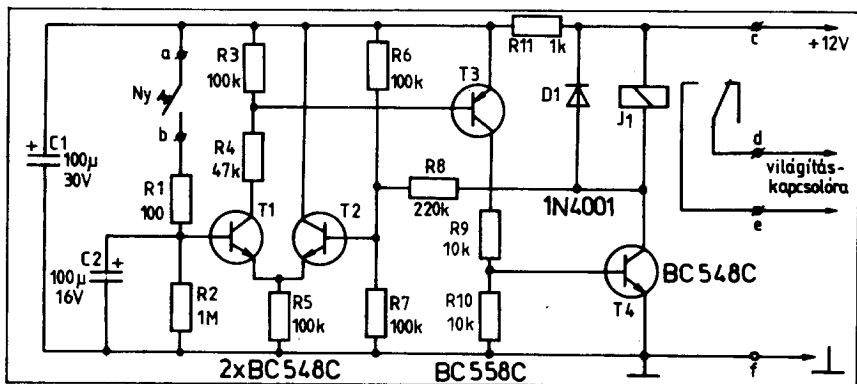 a
Ny
b
C1
100µ
30V
R1
100
C2
100µ
16V
R2
1M
R3
100k
R4
47k
T1
T2
R5
100k
2xBC548C
R6
100k
R8
220k
R7
100k
T3
R9
10k
R10
10k
BC558C
R11 1k
D1
1N4001
J1
T4
BC548C
c
+12V
d
világítás-
kapcsolóra
e
f
+
+